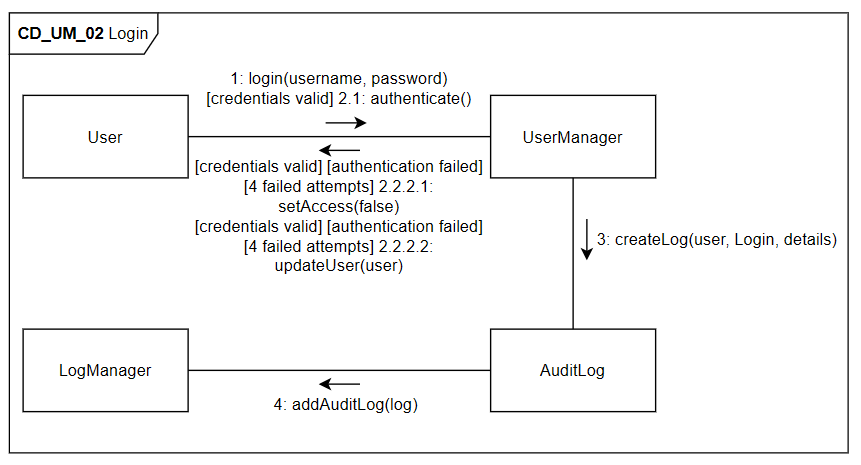 CD_UM_02 Login
1: login(username, password)
[credentials valid] 2.1: authenticate()
User
UserManager
[credentials valid] [authentication failed]
[4 failed attempts] 2.2.2.1:
setAccess(false)
[credentials valid] [authentication failed]
[4 failed attempts] 2.2.2.2:
updateUser(user)
3: createLog(user, Login, details)
LogManager
AuditLog
4: addAuditLog(log)